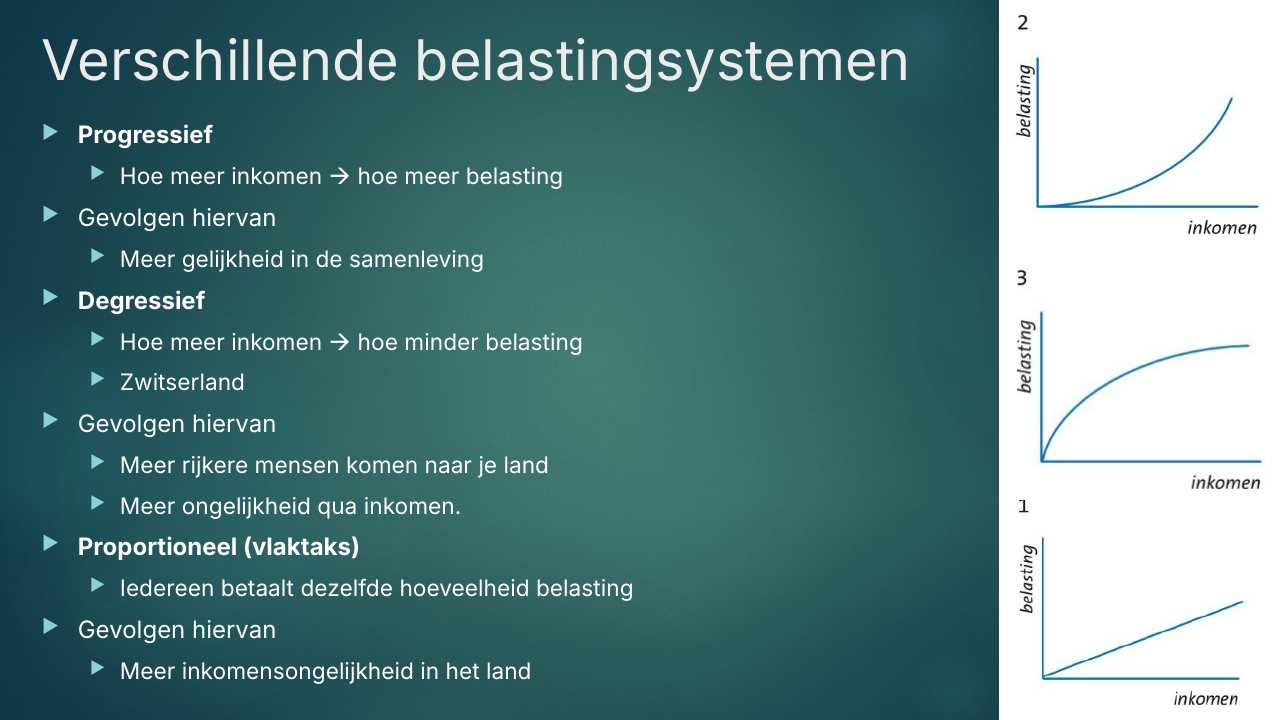 Verschillende belastingsystemen
Progressief
Hoe meer inkomen → hoe meer belasting
Gevolgen hiervan
Meer gelijkheid in de samenleving
Degressief
Hoe meer inkomen → hoe minder belasting
Zwitserland
Gevolgen hiervan
Meer rijkere mensen komen naar je land
Meer ongelijkheid qua inkomen.
Proportioneel (vlaktaks)
Iedereen betaalt dezelfde hoeveelheid belasting
Gevolgen hiervan
Meer inkomensongelijkheid in het land
2
belasting
inkomen
3
belasting
inkomen
1
belasting
inkomen